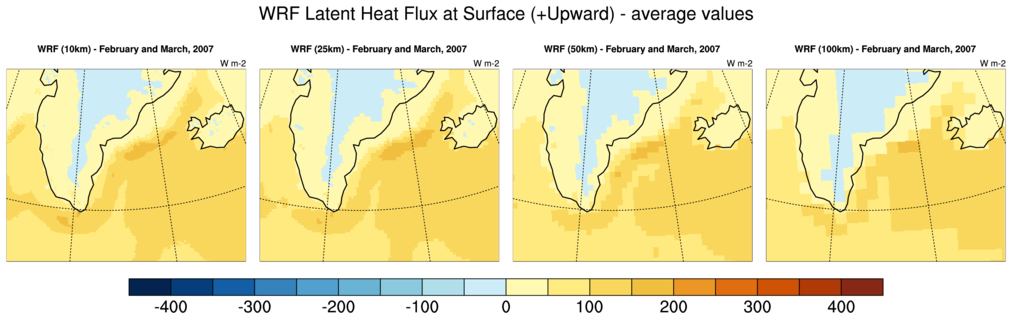 WRF Latent Heat Flux at Surface (+Upward) - average values
WRF (10km) - February and March, 2007
W m-2
WRF (25km) - February and March, 2007
W m-2
WRF (50km) - February and March, 2007
W m-2
WRF (100km) - February and March, 2007
W m-2
-400 -300 -200 -100 0 100 200 300 400